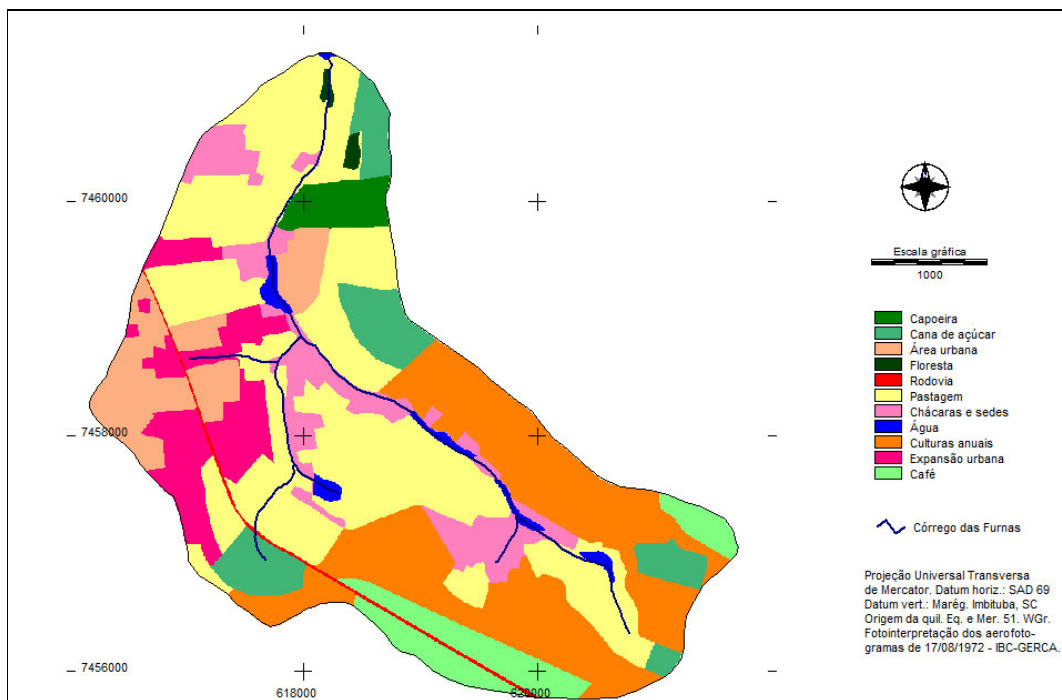 7460000
7458000
7456000
618000
620000
N
Escala gráfica
1000
Capoeira
Cana de açúcar
Área urbana
Floresta
Rodovia
Pastagem
Chácaras e sedes
Água
Culturas anuais
Expansão urbana
Café
Córrego das Furnas
Projeção Universal Transversa
de Mercator. Datum horiz.: SAD 69
Datum vert.: Marég. Imbituba, SC
Origem da quil. Eq. e Mer. 51. WGr.
Fotointerpretação dos aerofoto-
gramas de 17/08/1972 - IBC-GERCA.